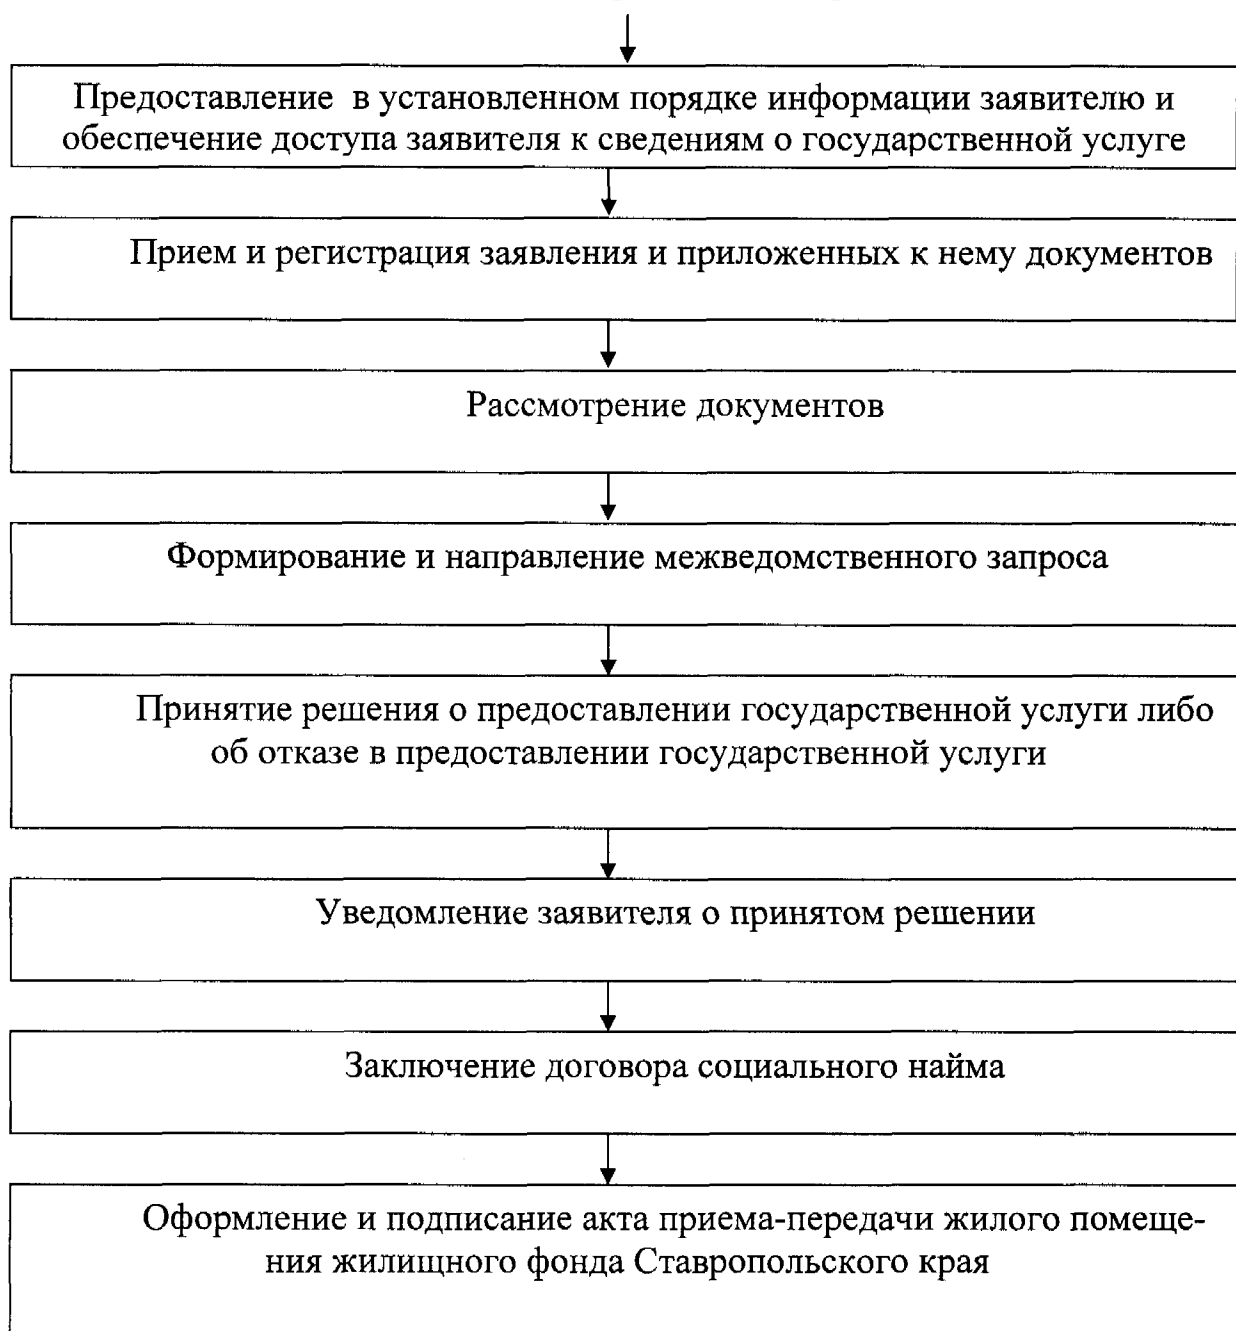 Предоставление в установленном порядке информации заявителю и
обеспечение доступа заявителя к сведениям о государственной услуге
Прием и регистрация заявления и приложенных к нему документов
Рассмотрение документов
Формирование и направление межведомственного запроса
Принятие решения о предоставлении государственной услуги либо
об отказе в предоставлении государственной услуги
Уведомление заявителя о принятом решении
Заключение договора социального найма
Оформление и подписание акта приема-передачи жилого помеще-
ния жилищного фонда Ставропольского края